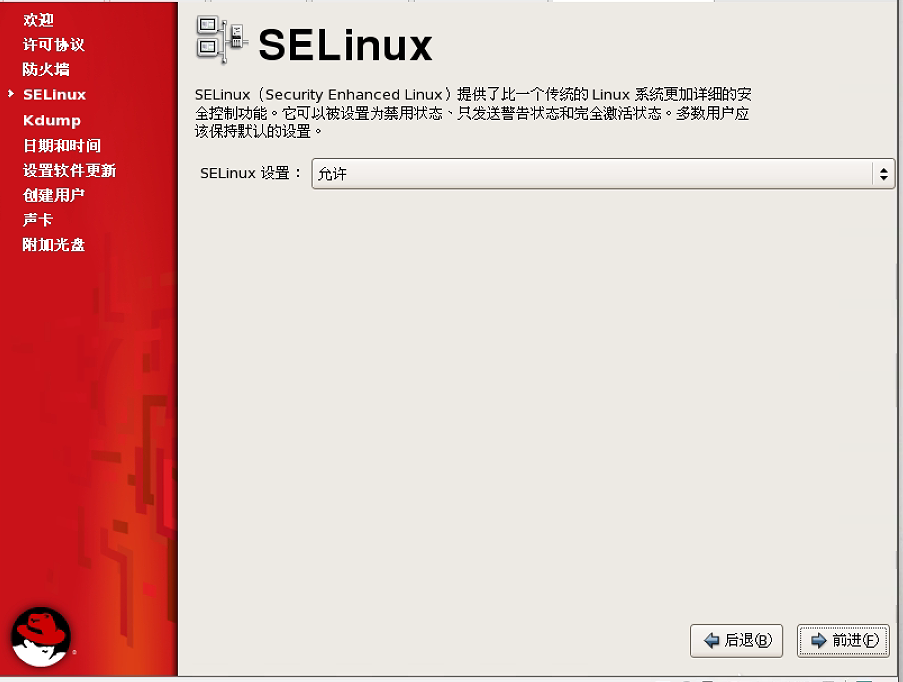 欢迎
许可协议
防火墙
SELinux
Kdump
日期和时间
设置软件更新
创建用户
声卡
附加光盘
SELinux
SELinux（Security Enhanced Linux）提供了比一个传统的 Linux 系统更加详细的安
全控制功能。它可以被设置为禁用状态、只发送警告状态和完全激活状态。多数用户应
该保持默认的设置。
SELinux 设置： 允许
后退(B) 前进(F)